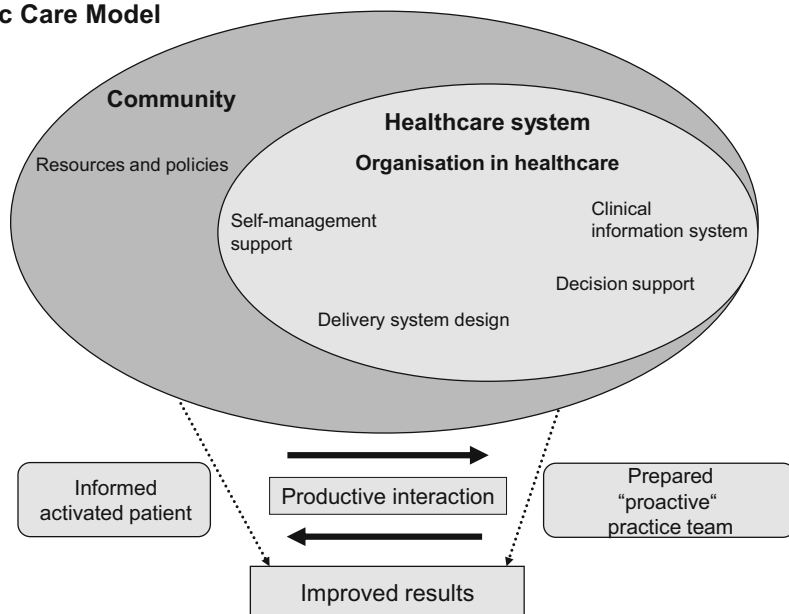 c Care Model
Community
Resources and policies
Healthcare system
Organisation in healthcare
Self-management
support
Clinical
information system
Decision support
Delivery system design
Informed
activated patient
Productive interaction
Prepared
“proactive“
practice team
Improved results